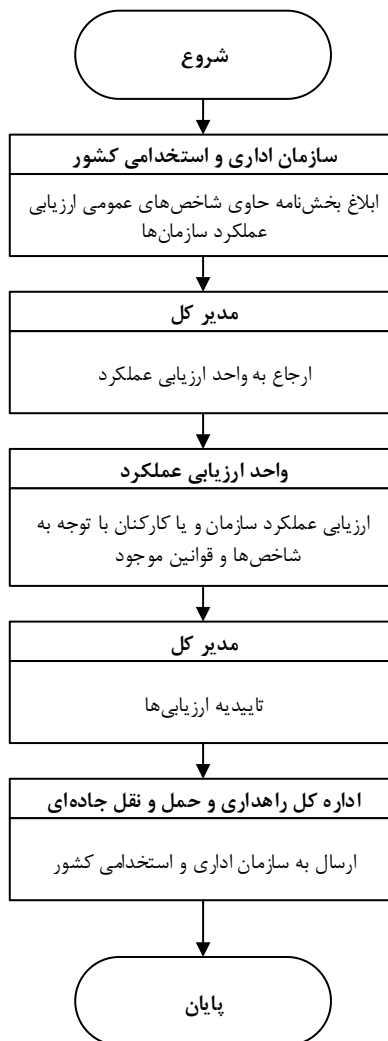 شروع
سازمان اداری و استخدامی کشور
ابلاغ بخش‌نامه حاوی شاخص‌های عمومی ارزیابی
عملکرد سازمان‌ها
مدیر کل
ارجاع به واحد ارزیابی عملکرد
واحد ارزیابی عملکرد
ارزیابی عملکرد سازمان و یا کارکنان با توجه به
شاخص‌ها و قوانین موجود
مدیر کل
تاییدیه ارزیابی‌ها
اداره کل راهداری و حمل و نقل جاده‌ای
ارسال به سازمان اداری و استخدامی کشور
پایان